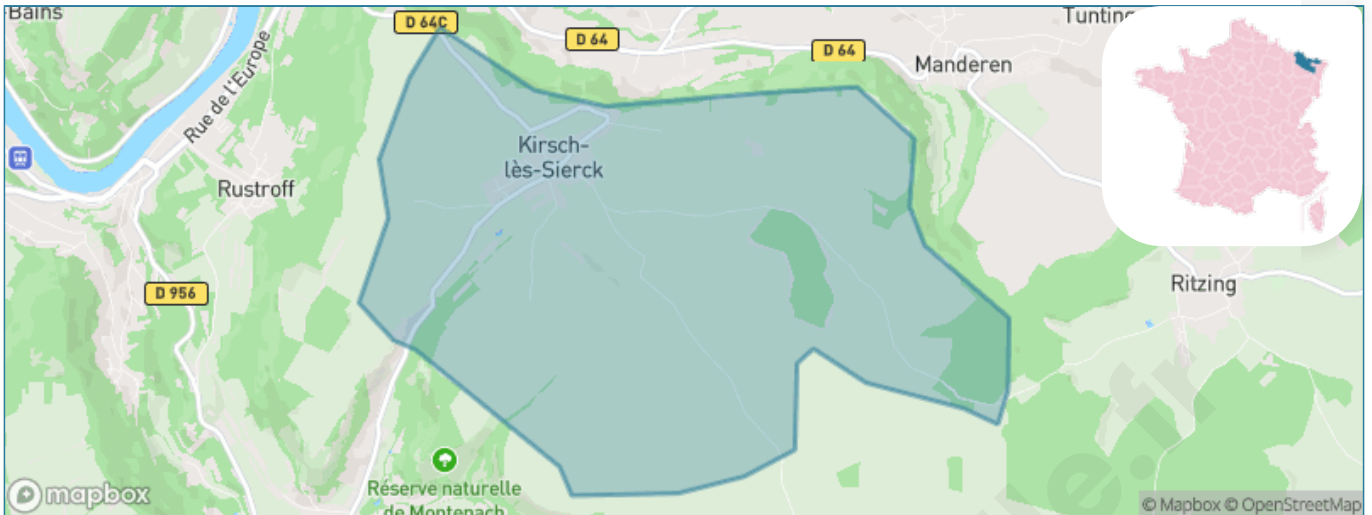 Bains
D 64C
Rue de l'Europe
D 64
D 64
Tunting
Manderen
Kirsch-
lès-Sierck
Rustroff
D 956
Ritzing
Réserve naturelle
de Montenach
mapbox
© Mapbox © OpenStreetMap